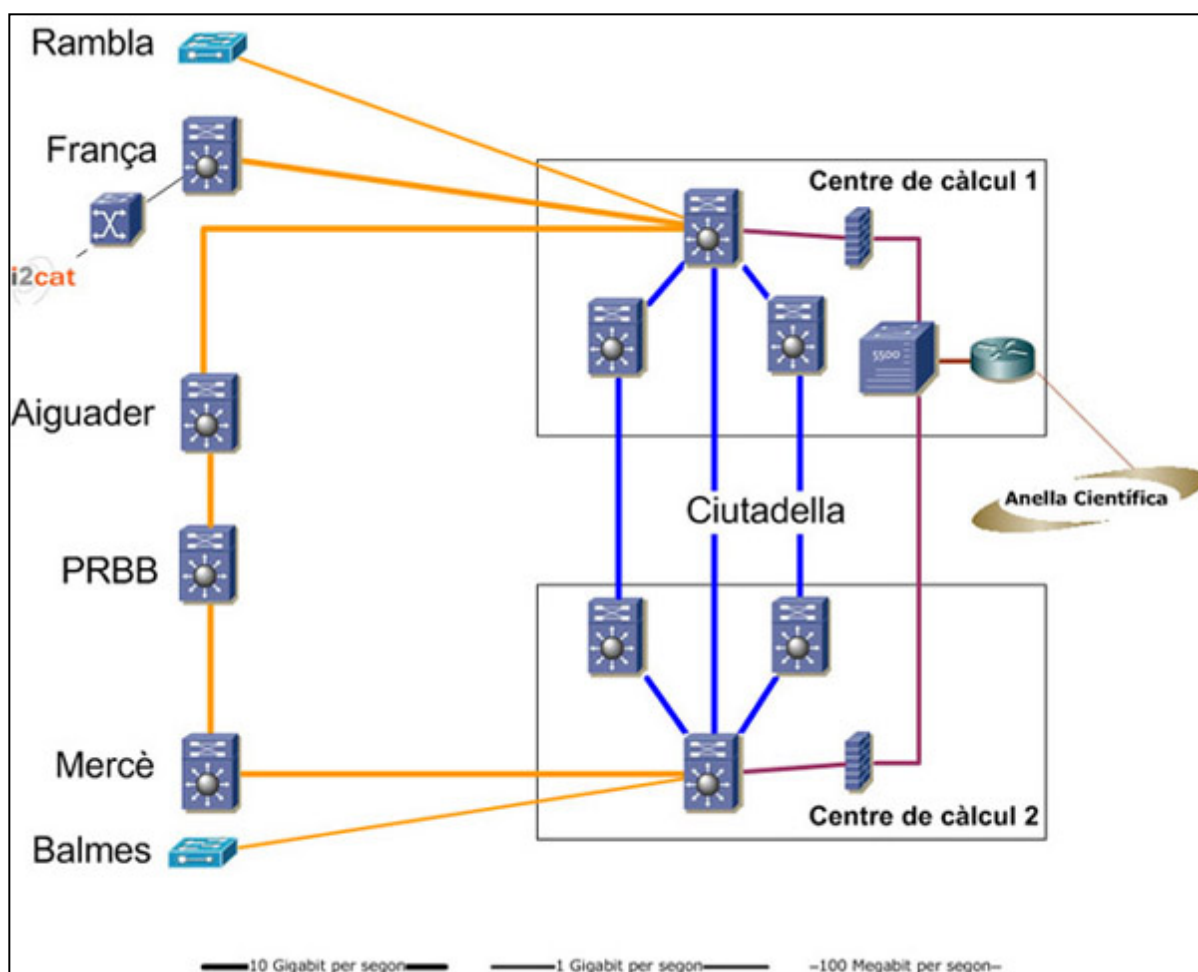 Rambla
França
i2cat
Centre de càlcul 1
5500
Aiguader
Anella Científica
Ciutadella
PRBB
Mercè
Balmes
Centre de càlcul 2
10 Gigabit per segon
1 Gigabit per segon
100 Megabit per segon